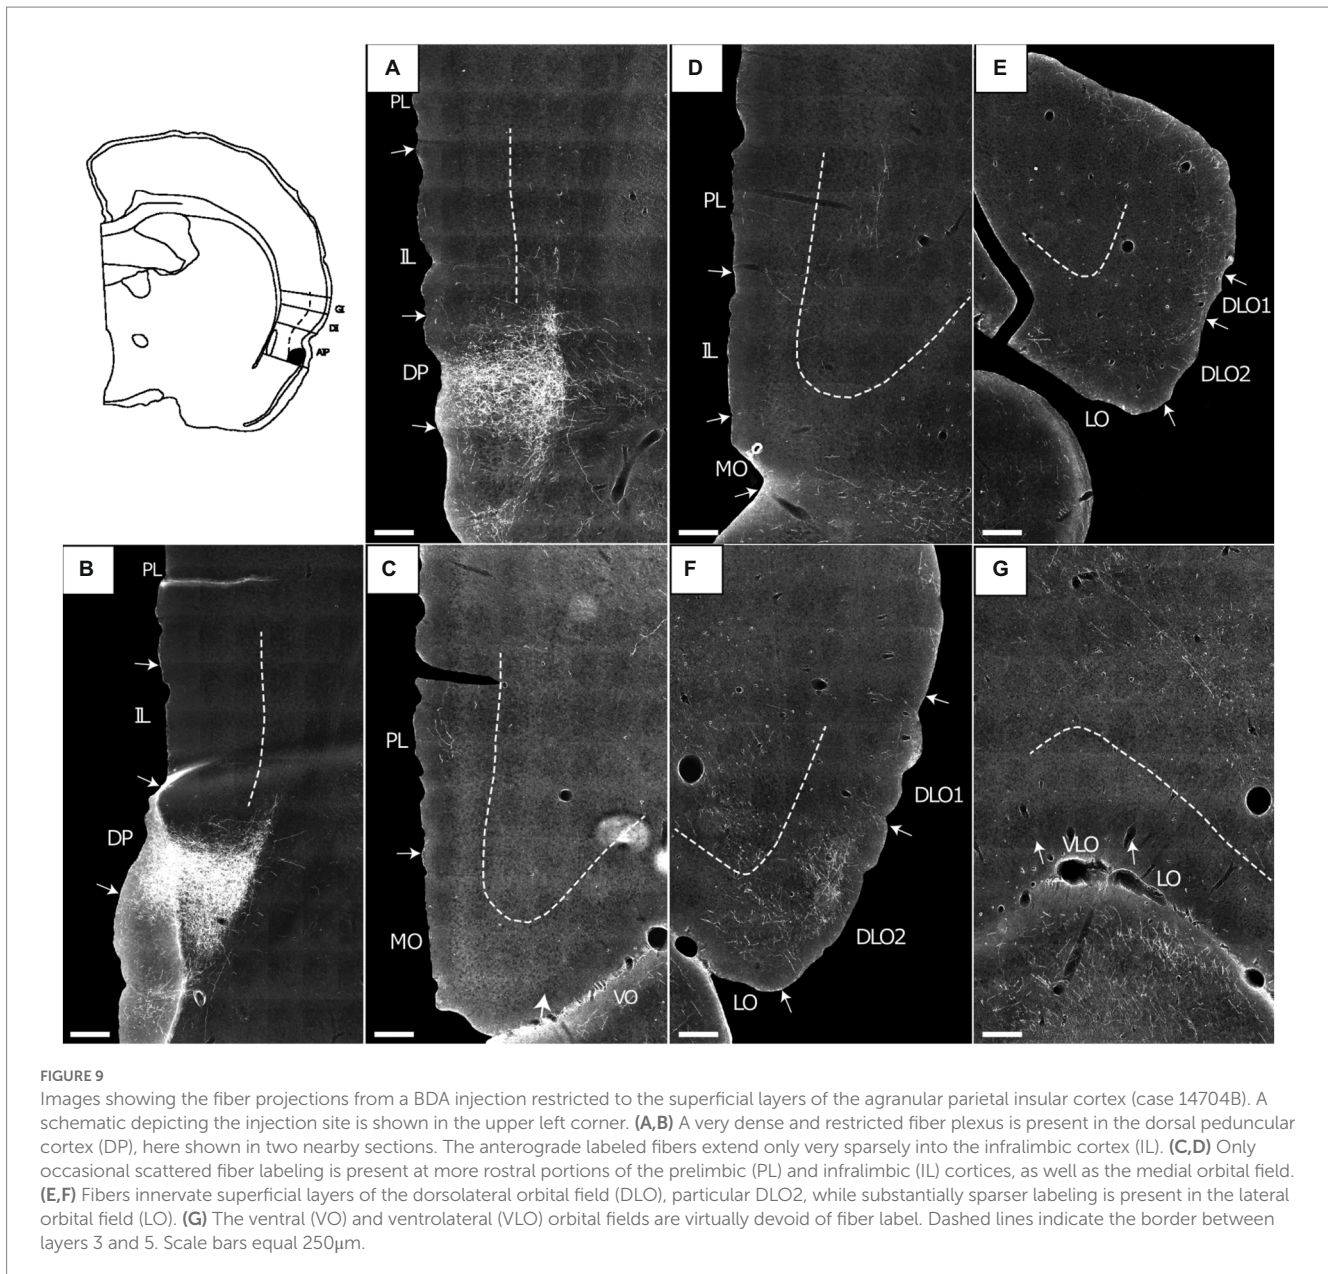 A
PL
IL
DP
D
PL
IL
MO
E
DLO1
DLO2
LO
GI
DI
AIP
B
PL
IL
DP
C
PL
MO
VO
F
DLO1
DLO2
LO
G
VLO
LO
FIGURE 9
Images showing the fiber projections from a BDA injection restricted to the superficial layers of the agranular parietal insular cortex (case 14704B). A
schematic depicting the injection site is shown in the upper left corner. (A,B) A very dense and restricted fiber plexus is present in the dorsal peduncular
cortex (DP), here shown in two nearby sections. The anterograde labeled fibers extend only very sparsely into the infralimbic cortex (IL). (C,D) Only
occasional scattered fiber labeling is present at more rostral portions of the prelimbic (PL) and infralimbic (IL) cortices, as well as the medial orbital field.
(E,F) Fibers innervate superficial layers of the dorsolateral orbital field (DLO), particular DLO2, while substantially sparser labeling is present in the lateral
orbital field (LO). (G) The ventral (VO) and ventrolateral (VLO) orbital fields are virtually devoid of fiber label. Dashed lines indicate the border between
layers 3 and 5. Scale bars equal 250μm.